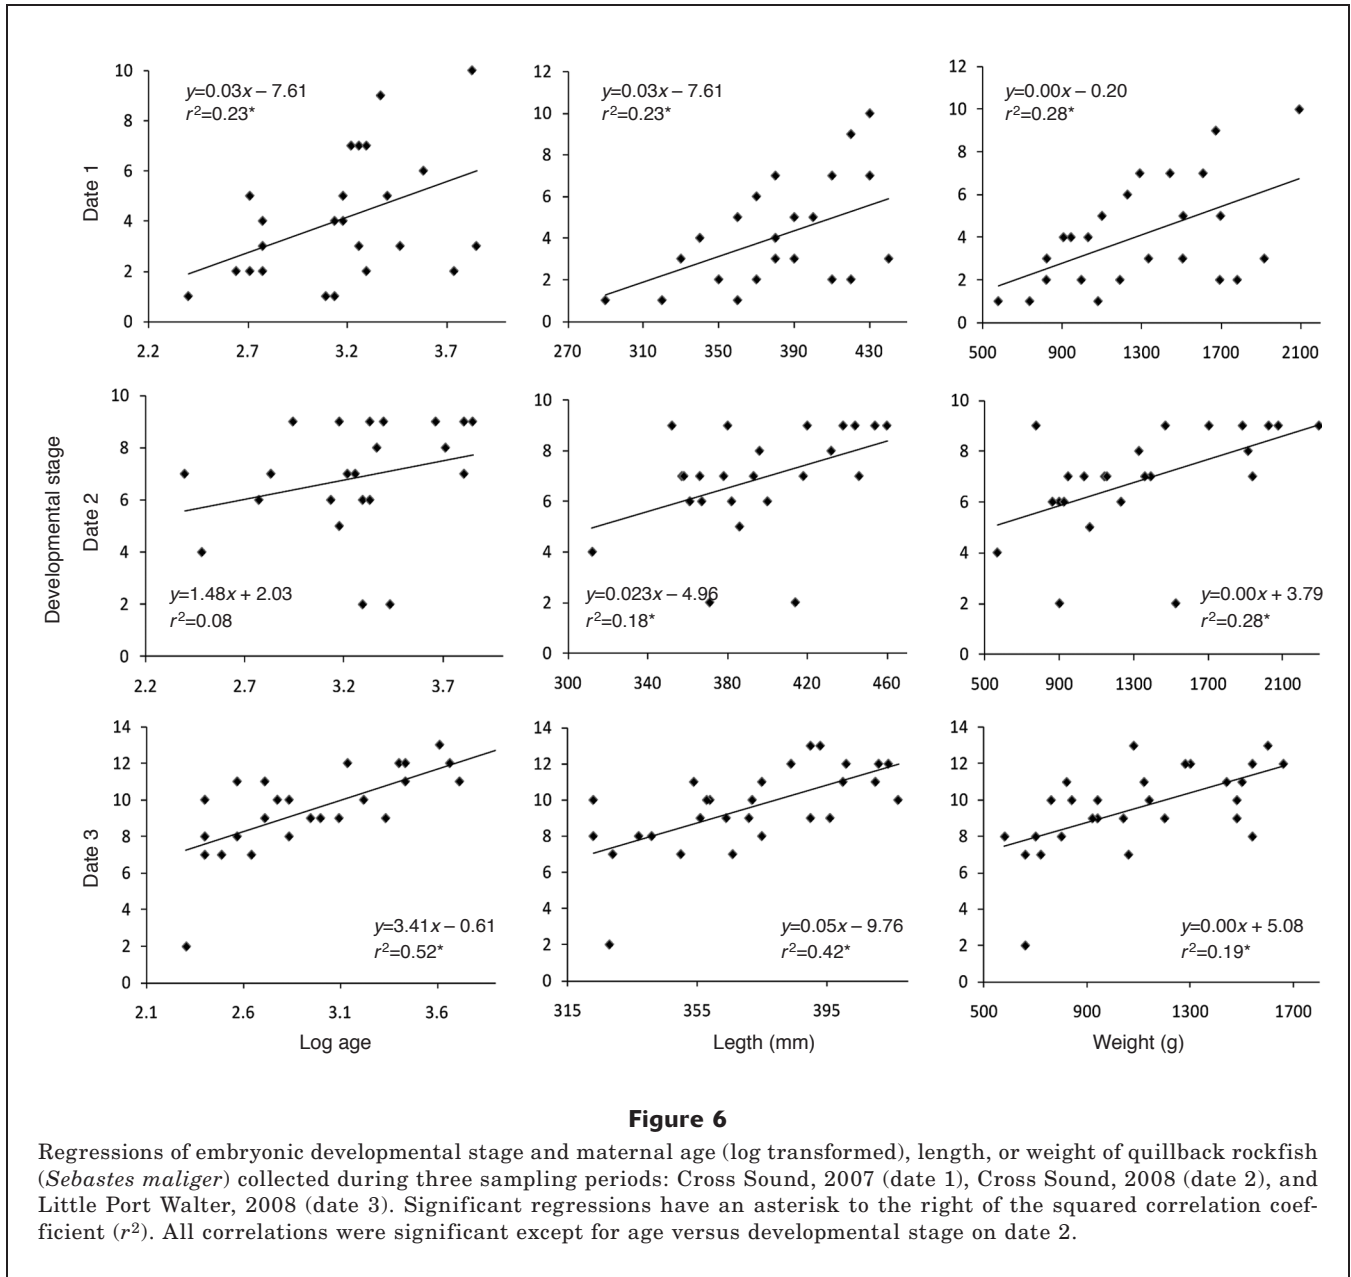 y=0.03x – 7.61
r²=0.23*
10
8
6
4
2
0
2.2 2.7 3.2 3.7
Date 1
y=0.03x – 7.61
r²=0.23*
12
10
8
6
4
2
0
270 310 350 390 430
y=0.00x – 0.20
r²=0.28*
12
10
8
6
4
2
0
500 900 1300 1700 2100
Developmental stage
Date 2
10
8
6
4
2
0
y=1.48x + 2.03
r²=0.08
2.2 2.7 3.2 3.7
10
8
6
4
2
0
y=0.023x – 4.96
r²=0.18*
300 340 380 420 460
10
8
6
4
2
0
y=0.00x + 3.79
r²=0.28*
500 900 1300 1700 2100
Date 3
14
12
10
8
6
4
2
0
y=3.41x – 0.61
r²=0.52*
2.1 2.6 3.1 3.6
Log age
14
12
10
8
6
4
2
0
y=0.05x – 9.76
r²=0.42*
315 355 395
Legth (mm)
14
12
10
8
6
4
2
0
y=0.00x + 5.08
r²=0.19*
500 900 1300 1700
Weight (g)
Figure 6
Regressions of embryonic developmental stage and maternal age (log transformed), length, or weight of quillback rockfish
(Sebastes maliger) collected during three sampling periods: Cross Sound, 2007 (date 1), Cross Sound, 2008 (date 2), and
Little Port Walter, 2008 (date 3). Significant regressions have an asterisk to the right of the squared correlation coef-
ficient (r²). All correlations were significant except for age versus developmental stage on date 2.